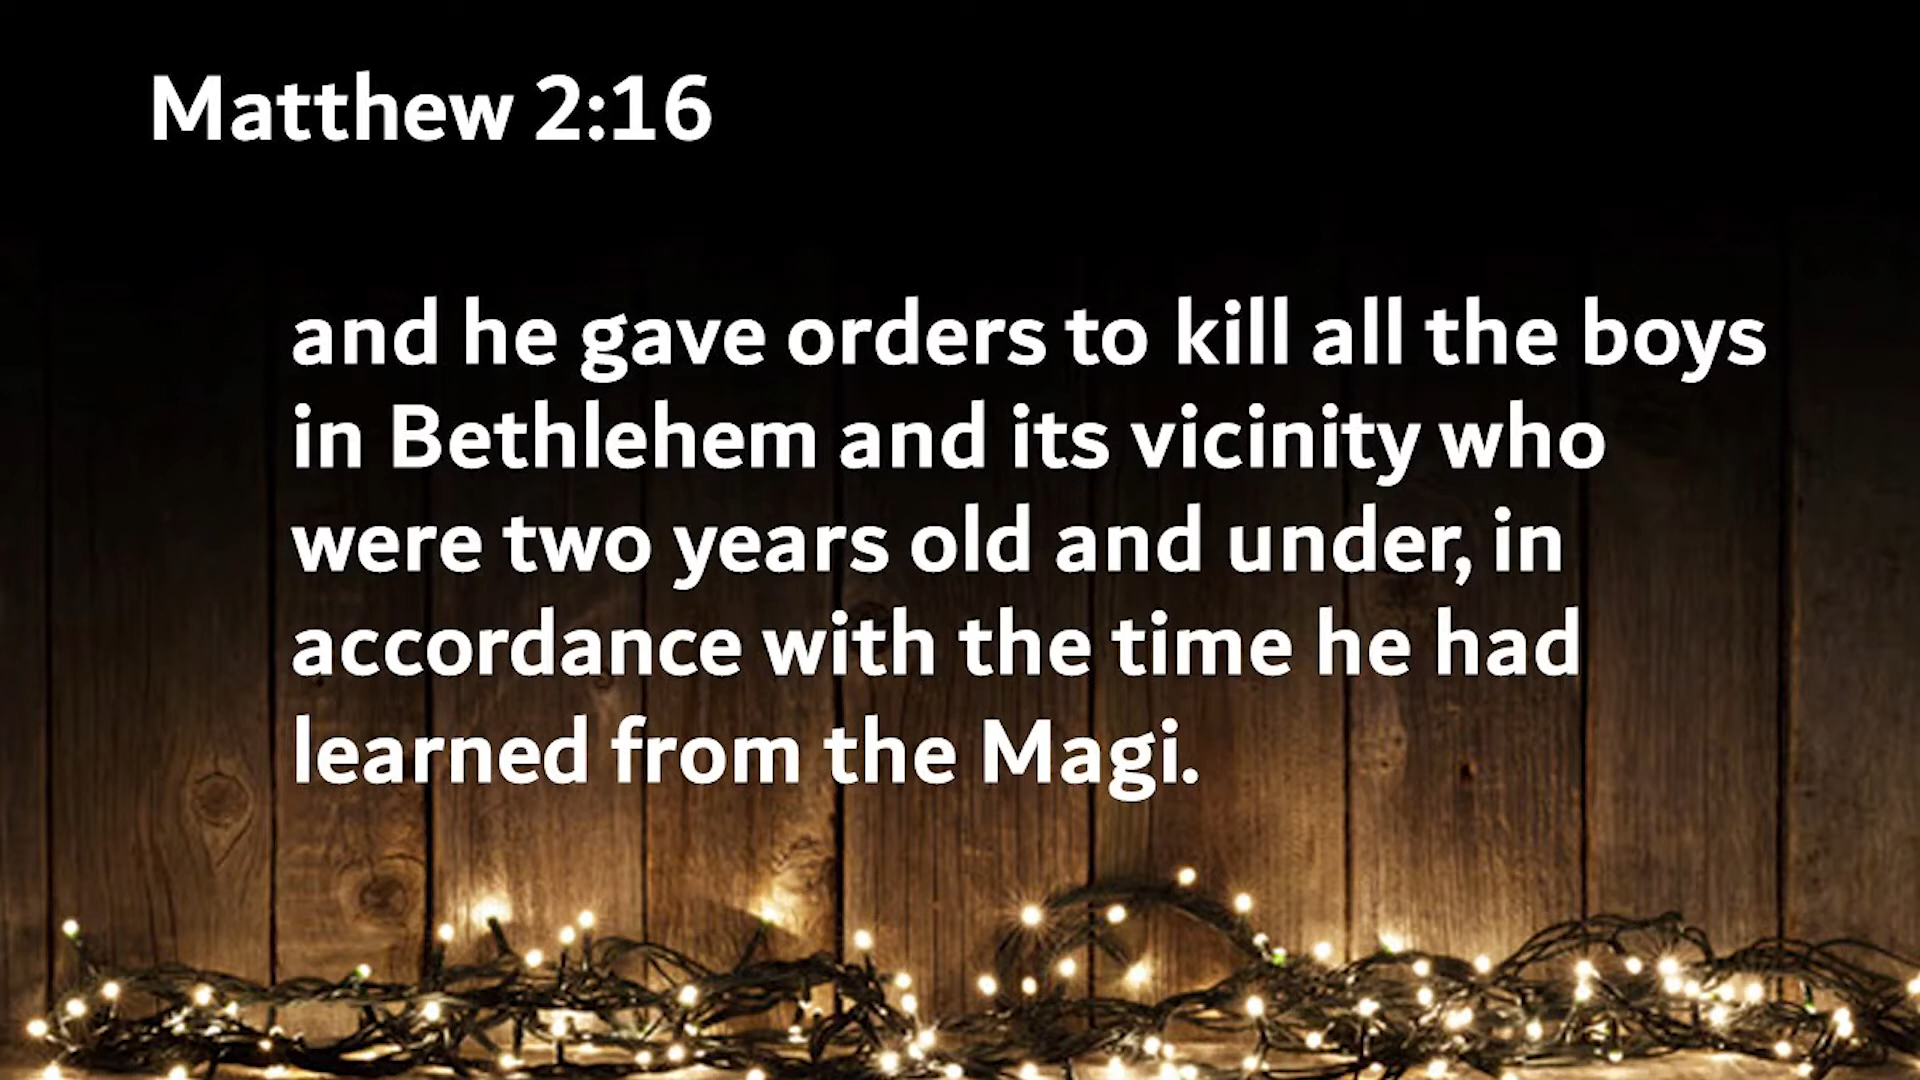 Matthew 2:16
and he gave orders to kill all the boys
in Bethlehem and its vicinity who
were two years old and under, in
accordance with the time he had
learned from the Magi.